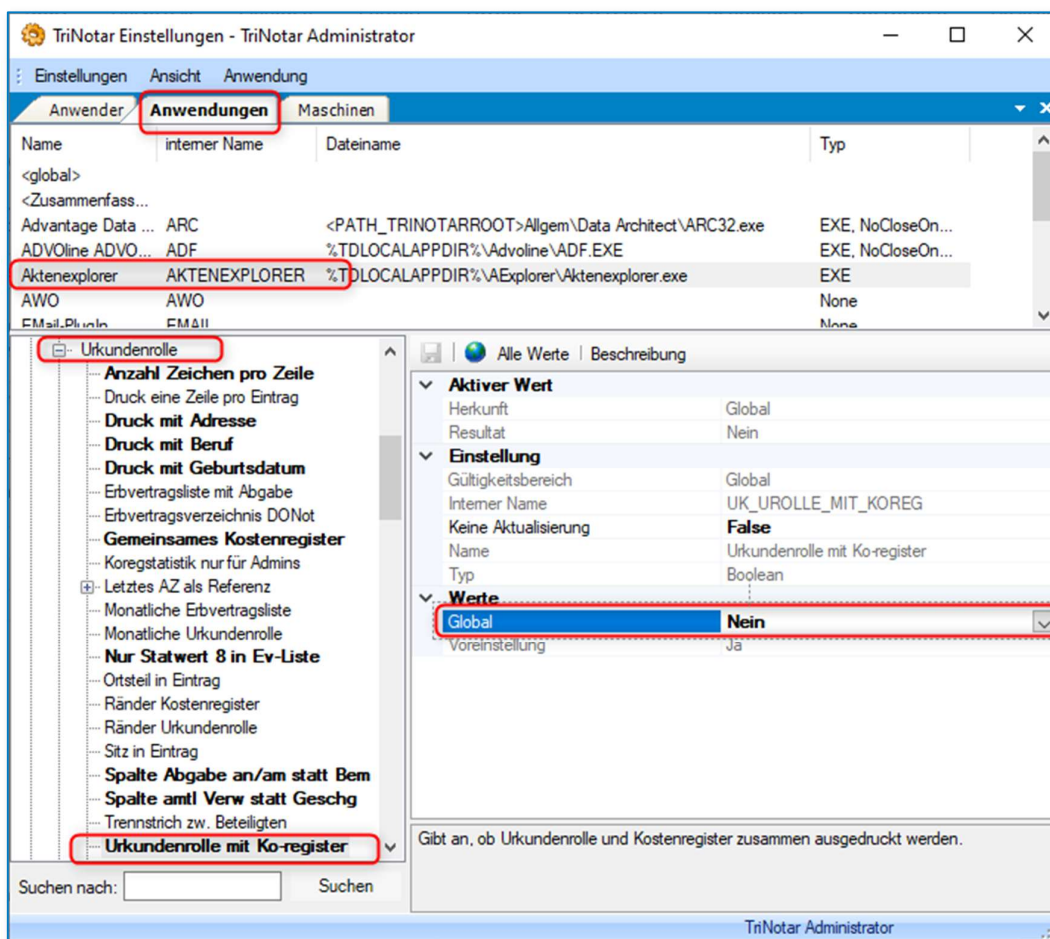 TriNotar Einstellungen - TriNotar Administrator
Einstellungen Ansicht Anwendung
Anwender Anwendungen Maschinen
Name interner Name Dateiname Typ
<global>
<Zusammenfass...
Advantage Data ... ARC <PATH_TRINOTARROOT>Allgem\Data Architect\ARC32.exe EXE, NoCloseOn...
ADVOline ADVO... ADF %TDLOCALAPPDIR%\Advoline\ADF.EXE EXE, NoCloseOn...
Aktenexplorer AKTENEXPLORER %TDLOCALAPPDIR%\AExplorer\Aktenexplorer.exe EXE
AWO AWO None
EMail-PlugIn EMAIL None
Urkundenrolle
Anzahl Zeichen pro Zeile
Druck eine Zeile pro Eintrag
Druck mit Adresse
Druck mit Beruf
Druck mit Geburtsdatum
Erbvertragsliste mit Abgabe
Erbvertragsverzeichnis DONot
Gemeinsames Kostenregister
Koregstatistik nur für Admins
Letztes AZ als Referenz
Monatliche Erbvertragsliste
Monatliche Urkundenrolle
Nur Statwert 8 in Ev-Liste
Ortsteil in Eintrag
Ränder Kostenregister
Ränder Urkundenrolle
Sitz in Eintrag
Spalte Abgabe an/am statt Bem
Spalte amtl Verw statt Geschg
Trennstrich zw. Beteiligten
Urkundenrolle mit Ko-register
Suchen nach: Suchen
Alle Werte Beschreibung
Aktiver Wert
Herkunft Global
Resultat Nein
Einstellung
Gültigkeitsbereich Global
Interner Name UK_UROLLE_MIT_KOREG
Keine Aktualisierung False
Name Urkundenrolle mit Ko-register
Typ Boolean
Werte
Global Nein
Voreinstellung Ja
Gibt an, ob Urkundenrolle und Kostenregister zusammen ausgedruckt werden.
TriNotar Administrator